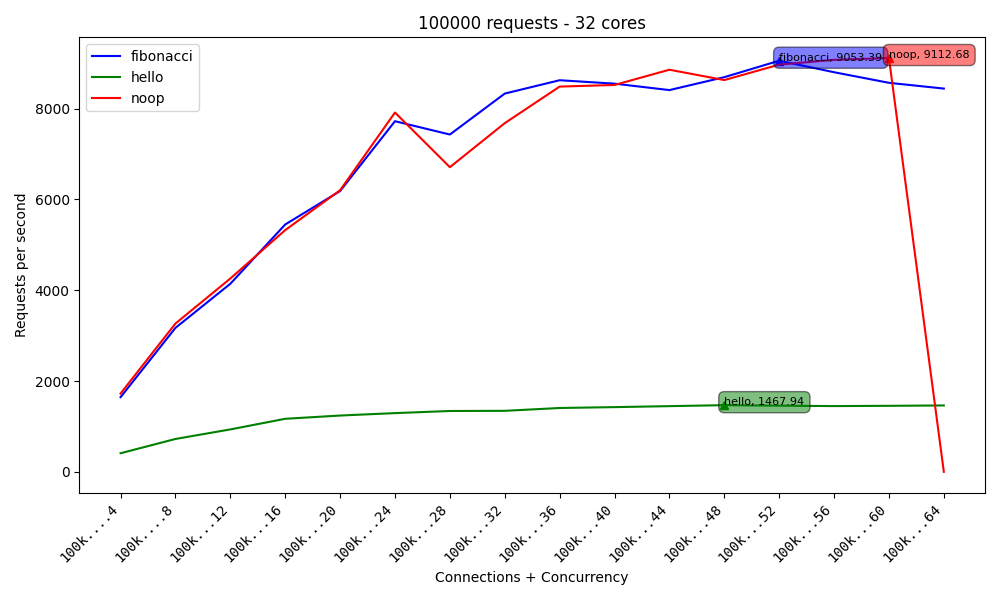 100000 requests - 32 cores
fibonacci
hello
noop
fibonacci, 9053.39
noop, 9112.68
hello, 1467.94
Requests per second
8000
6000
4000
2000
0
100k...4
100k...8
100k...12
100k...16
100k...20
100k...24
100k...28
100k...32
100k...36
100k...40
100k...44
100k...48
100k...52
100k...56
100k...60
100k...64
Connections + Concurrency